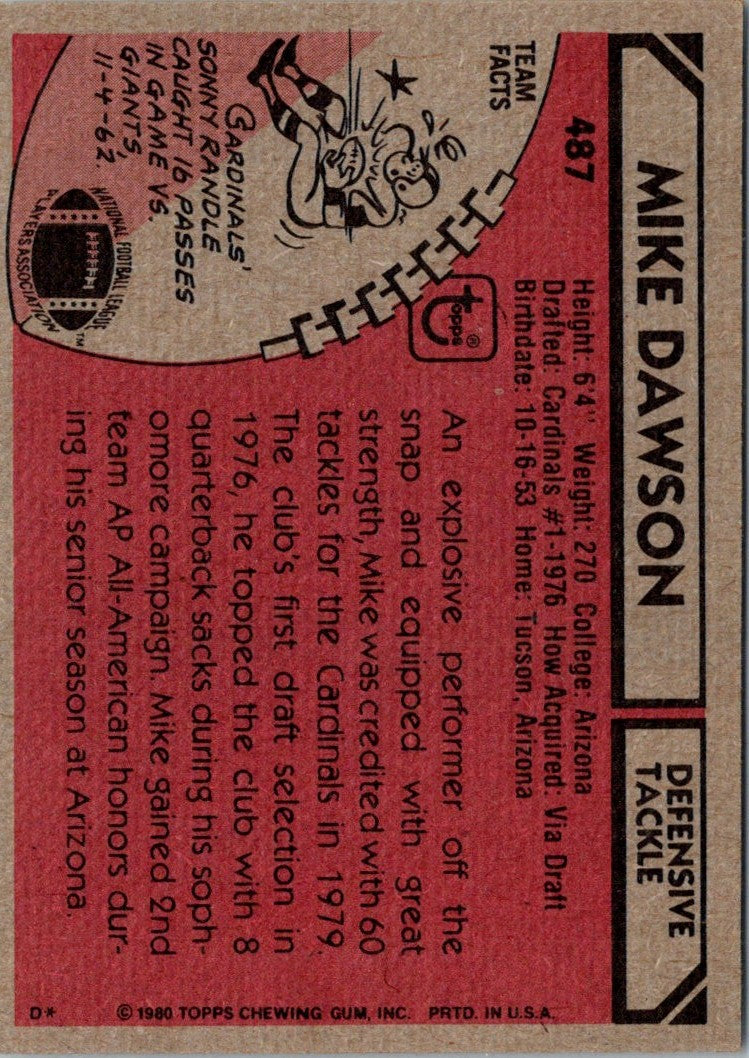 MIKE DAWSON
DEFENSIVE
TACKLE
487
Height: 6'4" Weight: 270 College: Arizona
Drafted: Cardinals #1-1976 How Acquired: Via Draft
Birthdate: 10-16-53 Home: Tucson, Arizona
TEAM
FACTS
CARDINALS'
SONNY RANDLE
CAUGHT 16 PASSES
IN GAME VS.
GIANTS,
11-4-62.
NATIONAL FOOTBALL LEAGUE
PLAYERS ASSOCIATION
TM
topps®
An explosive performer off the
snap and equipped with great
strength, Mike was credited with 60
tackles for the Cardinals in 1979.
The club's first draft selection in
1976, he topped the club with 8
quarterback sacks during his soph-
omore campaign. Mike gained 2nd
team AP All-American honors dur-
ing his senior season at Arizona.
D* © 1980 TOPPS CHEWING GUM, INC. PRTD. IN U.S.A.